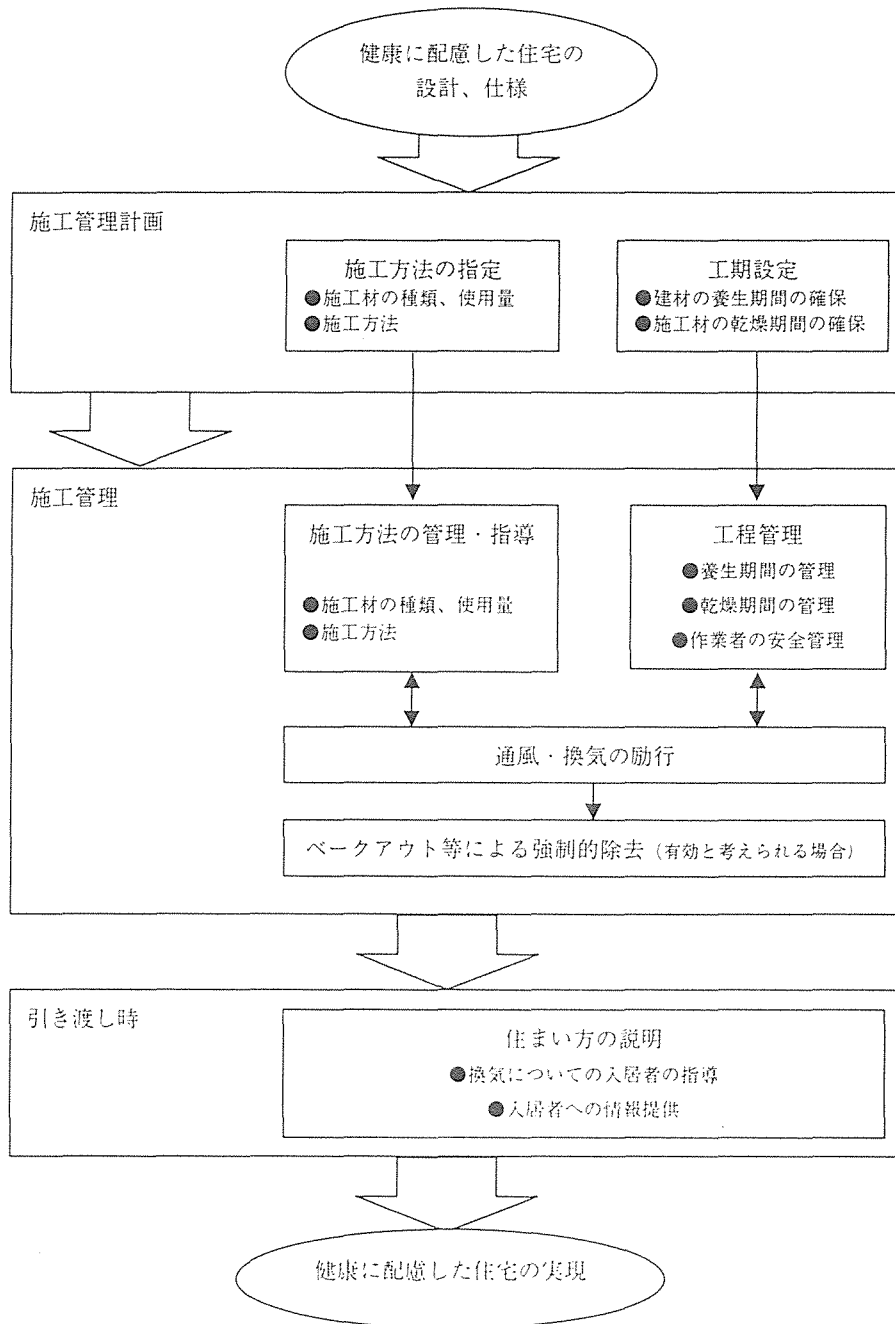 健康に配慮した住宅の
設計、仕様
施工管理計画
施工方法の指定
●施工材の種類、使用量
●施工方法
工期設定
●建材の養生期間の確保
●施工材の乾燥期間の確保
施工管理
施工方法の管理・指導
●施工材の種類、使用量
●施工方法
工程管理
●養生期間の管理
●乾燥期間の管理
●作業者の安全管理
通風・換気の励行
ベークアウト等による強制的除去（有効と考えられる場合）
引き渡し時
住まい方の説明
●換気についての入居者の指導
●入居者への情報提供
健康に配慮した住宅の実現